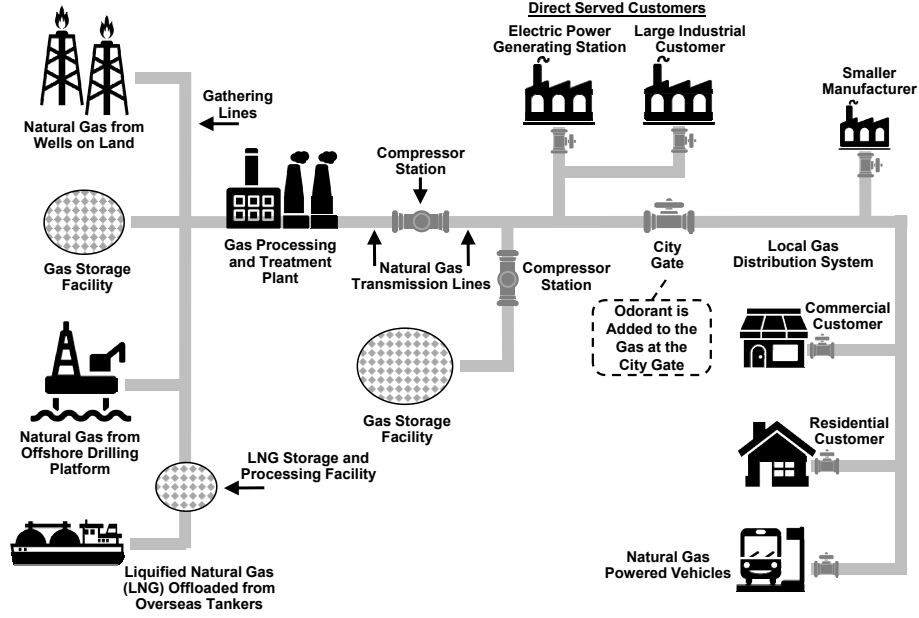 Direct Served Customers
Electric Power
Generating Station
Large Industrial
Customer
Smaller
Manufacturer
Gathering
Lines
Natural Gas from
Wells on Land
Compressor
Station
Gas Storage
Facility
Gas Processing
and Treatment
Plant
Natural Gas
Transmission Lines
Compressor
Station
City
Gate
Local Gas
Distribution System
Odorant is
Added to the
Gas at the
City Gate
Commercial
Customer
Gas Storage
Facility
Natural Gas from
Offshore Drilling
Platform
LNG Storage and
Processing Facility
Residential
Customer
Liquified Natural Gas
(LNG) Offloaded from
Overseas Tankers
Natural Gas
Powered Vehicles